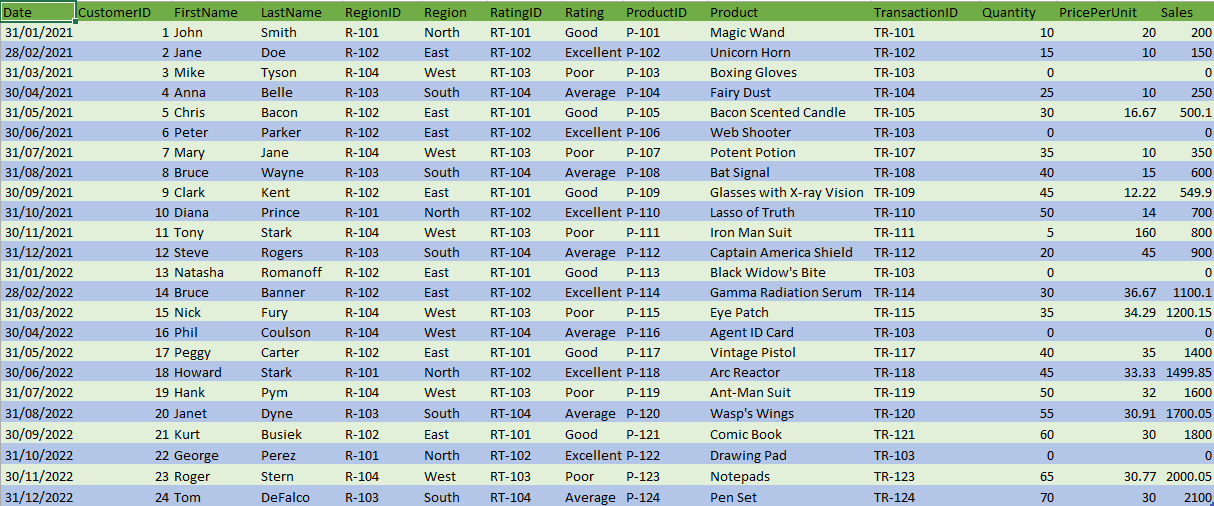 Date CustomerID FirstName LastName RegionID Region RatingID Rating ProductID Product TransactionID Quantity PricePerUnit Sales
31/01/2021 1 John Smith R-101 North RT-101 Good P-101 Magic Wand TR-101 10 20 200
28/02/2021 2 Jane Doe R-102 East RT-102 Excellent P-102 Unicorn Horn TR-102 15 10 150
31/03/2021 3 Mike Tyson R-104 West RT-103 Poor P-103 Boxing Gloves TR-103 0 0
30/04/2021 4 Anna Belle R-103 South RT-104 Average P-104 Fairy Dust TR-104 25 10 250
31/05/2021 5 Chris Bacon R-102 East RT-101 Good P-105 Bacon Scented Candle TR-105 30 16.67 500.1
30/06/2021 6 Peter Parker R-102 East RT-102 Excellent P-106 Web Shooter TR-103 0 0
31/07/2021 7 Mary Jane R-104 West RT-103 Poor P-107 Potent Potion TR-107 35 10 350
31/08/2021 8 Bruce Wayne R-103 South RT-104 Average P-108 Bat Signal TR-108 40 15 600
30/09/2021 9 Clark Kent R-102 East RT-101 Good P-109 Glasses with X-ray Vision TR-109 45 12.22 549.9
31/10/2021 10 Diana Prince R-101 North RT-102 Excellent P-110 Lasso of Truth TR-110 50 14 700
30/11/2021 11 Tony Stark R-104 West RT-103 Poor P-111 Iron Man Suit TR-111 5 160 800
31/12/2021 12 Steve Rogers R-103 South RT-104 Average P-112 Captain America Shield TR-112 20 45 900
31/01/2022 13 Natasha Romanoff R-102 East RT-101 Good P-113 Black Widow's Bite TR-103 0 0
28/02/2022 14 Bruce Banner R-102 East RT-102 Excellent P-114 Gamma Radiation Serum TR-114 30 36.67 1100.1
31/03/2022 15 Nick Fury R-104 West RT-103 Poor P-115 Eye Patch TR-115 35 34.29 1200.15
30/04/2022 16 Phil Coulson R-104 West RT-104 Average P-116 Agent ID Card TR-103 0 0
31/05/2022 17 Peggy Carter R-102 East RT-101 Good P-117 Vintage Pistol TR-117 40 35 1400
30/06/2022 18 Howard Stark R-101 North RT-102 Excellent P-118 Arc Reactor TR-118 45 33.33 1499.85
31/07/2022 19 Hank Pym R-104 West RT-103 Poor P-119 Ant-Man Suit TR-119 50 32 1600
31/08/2022 20 Janet Dyne R-103 South RT-104 Average P-120 Wasp's Wings TR-120 55 30.91 1700.05
30/09/2022 21 Kurt Busiek R-102 East RT-101 Good P-121 Comic Book TR-121 60 30 1800
31/10/2022 22 George Perez R-101 North RT-102 Excellent P-122 Drawing Pad TR-103 0 0
30/11/2022 23 Roger Stern R-104 West RT-103 Poor P-123 Notepads TR-123 65 30.77 2000.05
31/12/2022 24 Tom DeFalco R-103 South RT-104 Average P-124 Pen Set TR-124 70 30 2100